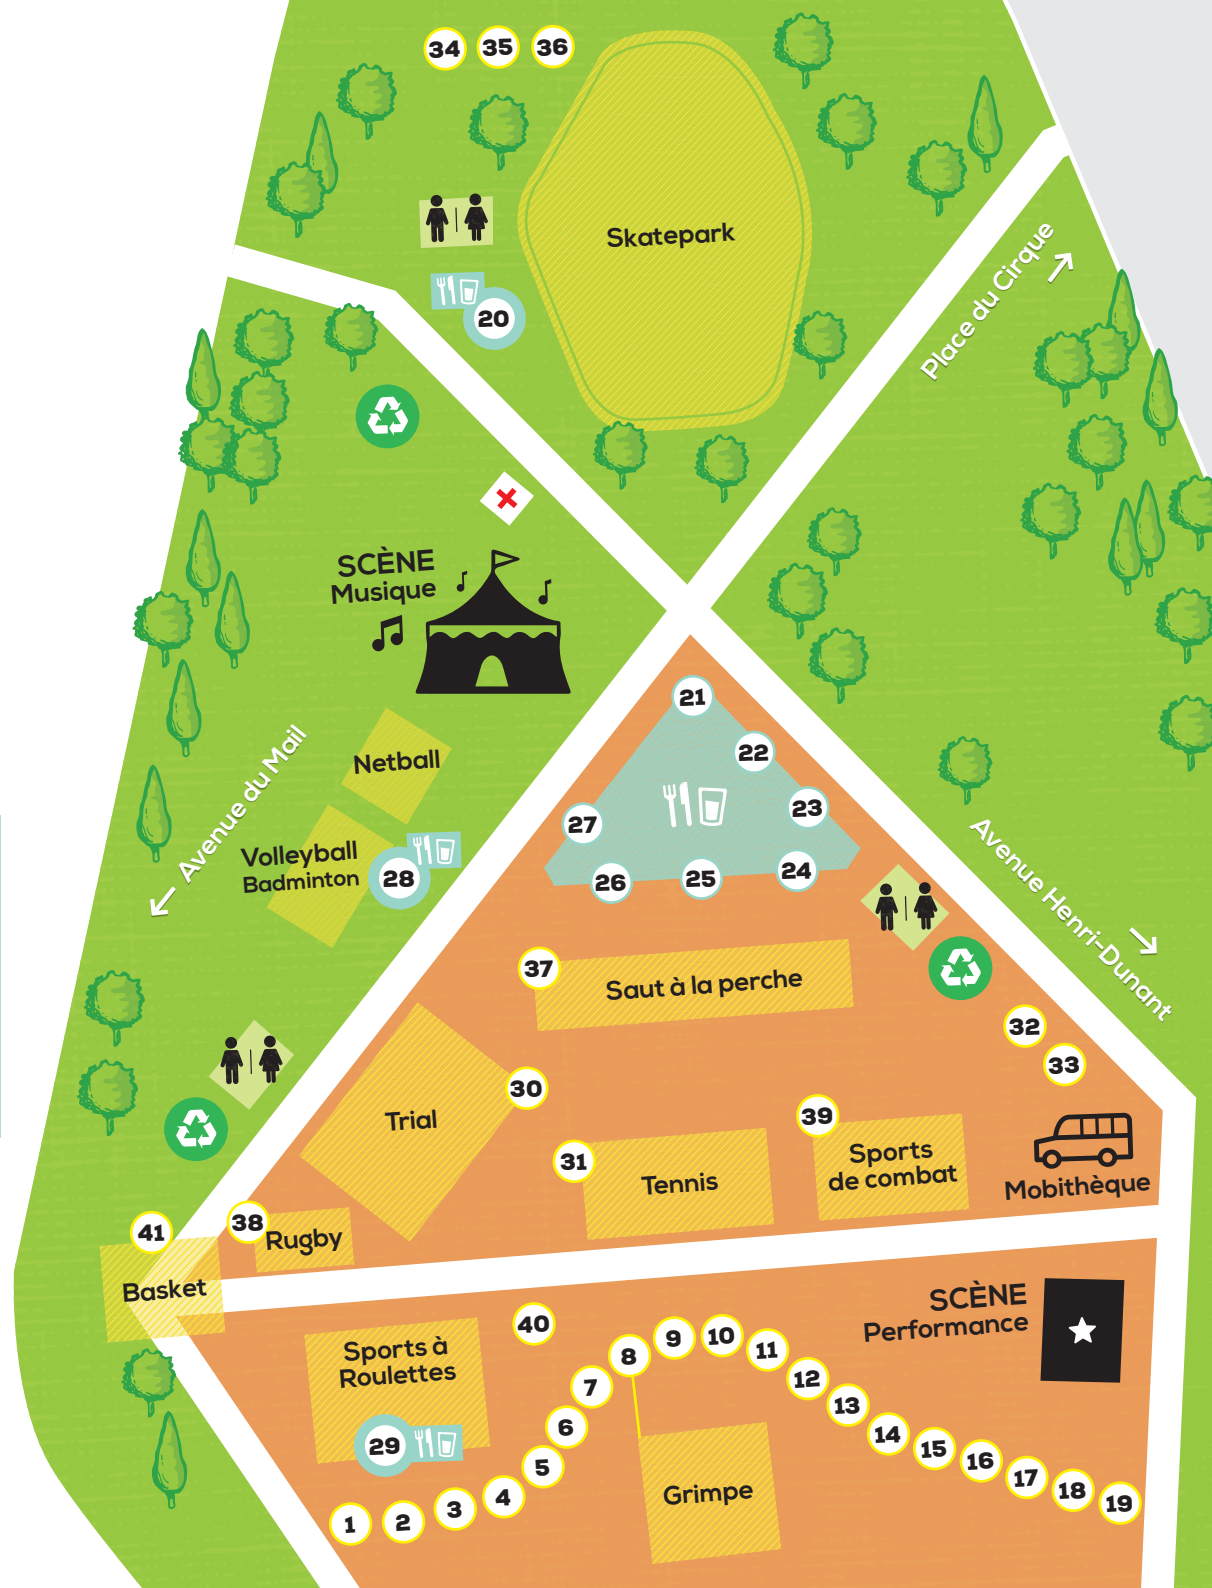 34 35 36
Skatepark
20
Place du Cirque
SCÈNE
Musique
21
22
23
27
26 25 24
Netball
Avenue du Mail
Volleyball
Badminton
28
Avenue Henri-Dunant
37
Saut à la perche
32
33
30
Trial
39
Sports
de combat
31
Tennis
Mobithèque
41
38
Rugby
Basket
SCÈNE
Performance
40
Sports à
Roulettes
29
1 2 3 4 5 6 7 8 9 10 11 12 13 14 15 16 17 18 19
Grimpe